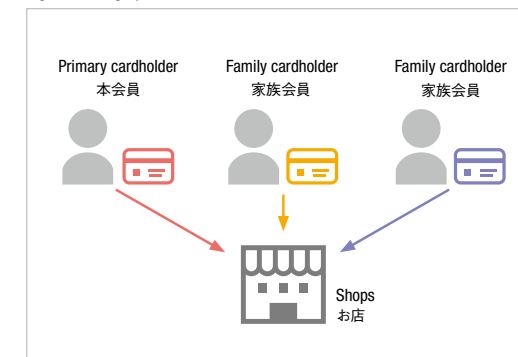 Primary cardholder
本会員
Family cardholder
家族会員
Family cardholder
家族会員
Shops
お店